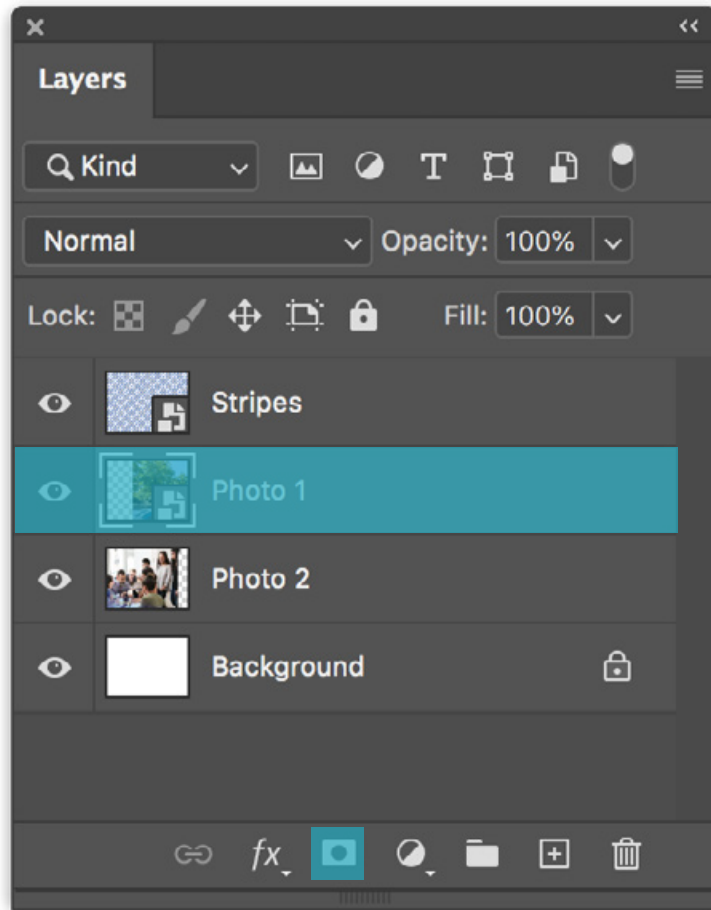 Layers
Kind
T
Normal Opacity: 100%
Lock: Fill: 100%
Stripes
Photo 1
Photo 2
Background
fx